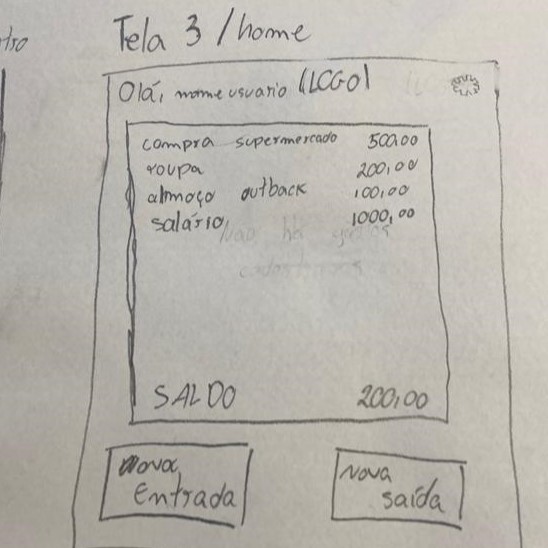 tro
Tela 3 /home
Olá, nome usuario (LOGO)
compra supermercado 500,00
roupa 200,00
almoço outback 100,00
salário 1000,00
Não há gastos
cadastrados
SALDO 200,00
Nova
Entrada
Nova
saída